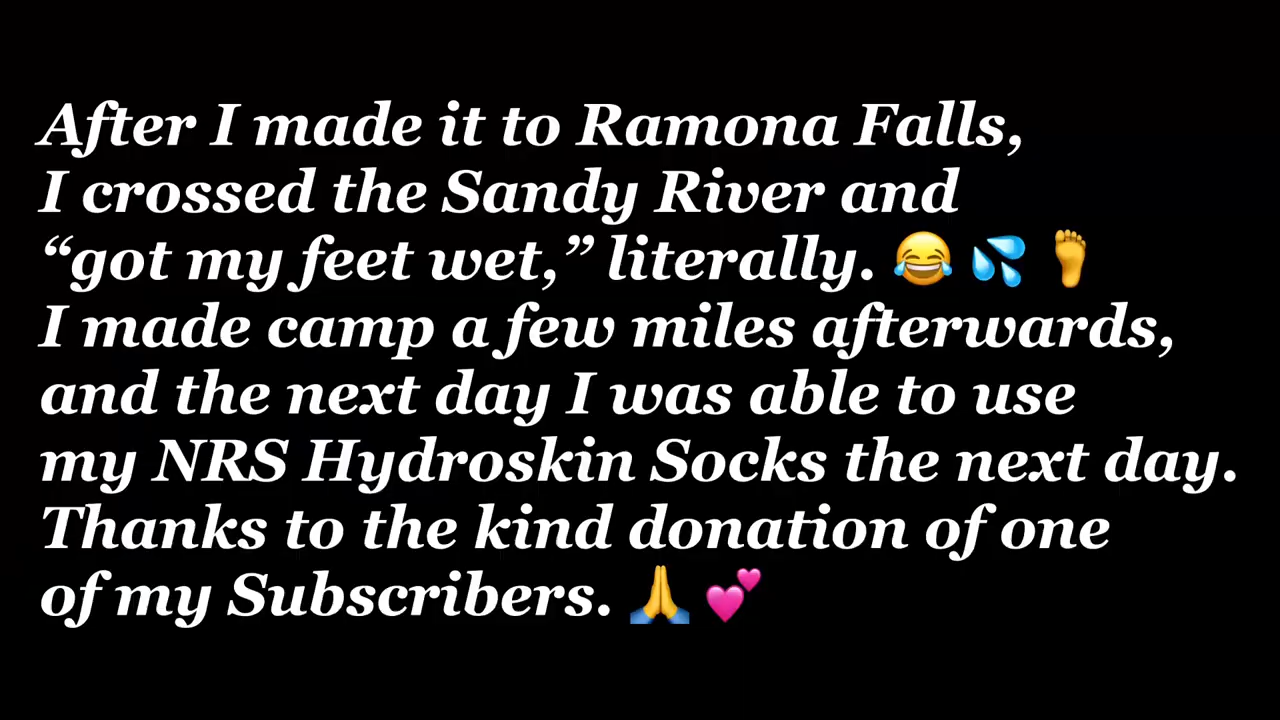 After I made it to Ramona Falls,
I crossed the Sandy River and
“got my feet wet,” literally. 😂 💦 🦶
I made camp a few miles afterwards,
and the next day I was able to use
my NRS Hydroskin Socks the next day.
Thanks to the kind donation of one
of my Subscribers. 🙏 💕